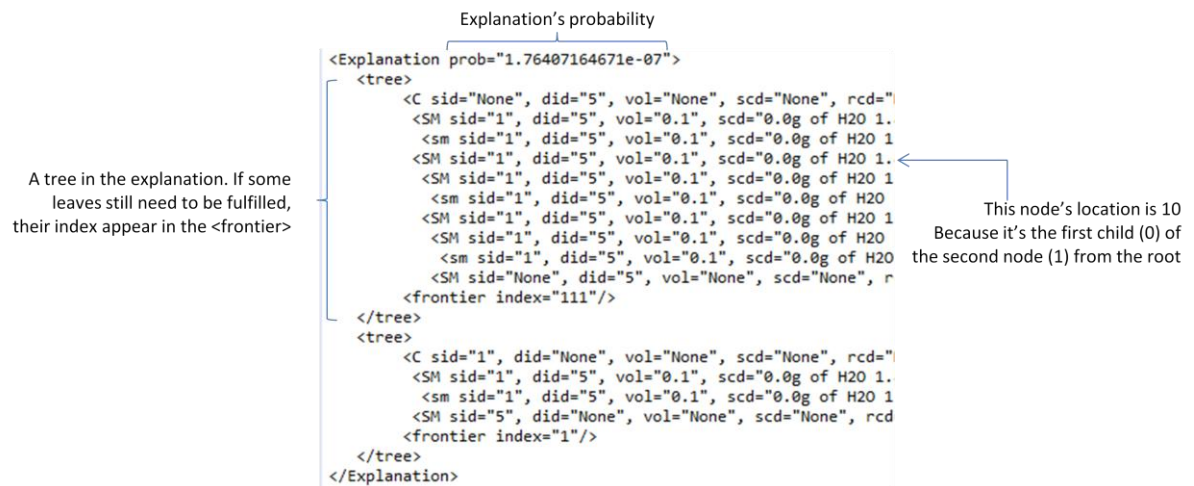 Explanation's probability
<Explanation prob="1.76407164671e-07">
<tree>
<C sid="None", did="5", vol="None", scd="None", rcd="
<SM sid="1", did="5", vol="0.1", scd="0.0g of H2O 1.
<sm sid="1", did="5", vol="0.1", scd="0.0g of H2O 1
<SM sid="1", did="5", vol="0.1", scd="0.0g of H2O 1.
<SM sid="1", did="5", vol="0.1", scd="0.0g of H2O 1
<sm sid="1", did="5", vol="0.1", scd="0.0g of H2O
<SM sid="1", did="5", vol="0.1", scd="0.0g of H2O 1
<SM sid="1", did="5", vol="0.1", scd="0.0g of H2O
<sm sid="1", did="5", vol="0.1", scd="0.0g of H2O
<SM sid="None", did="5", vol="None", scd="None", r
<frontier index="111"/>
</tree>
<tree>
<C sid="1", did="None", vol="None", scd="None", rcd="
<SM sid="1", did="5", vol="0.1", scd="0.0g of H2O 1.
<sm sid="1", did="5", vol="0.1", scd="0.0g of H2O 1
<SM sid="5", did="None", vol="None", scd="None", rcd
<frontier index="1"/>
</tree>
</Explanation>
A tree in the explanation. If some
leaves still need to be fulfilled,
their index appear in the <frontier>
This node's location is 10
Because it's the first child (0) of
the second node (1) from the root